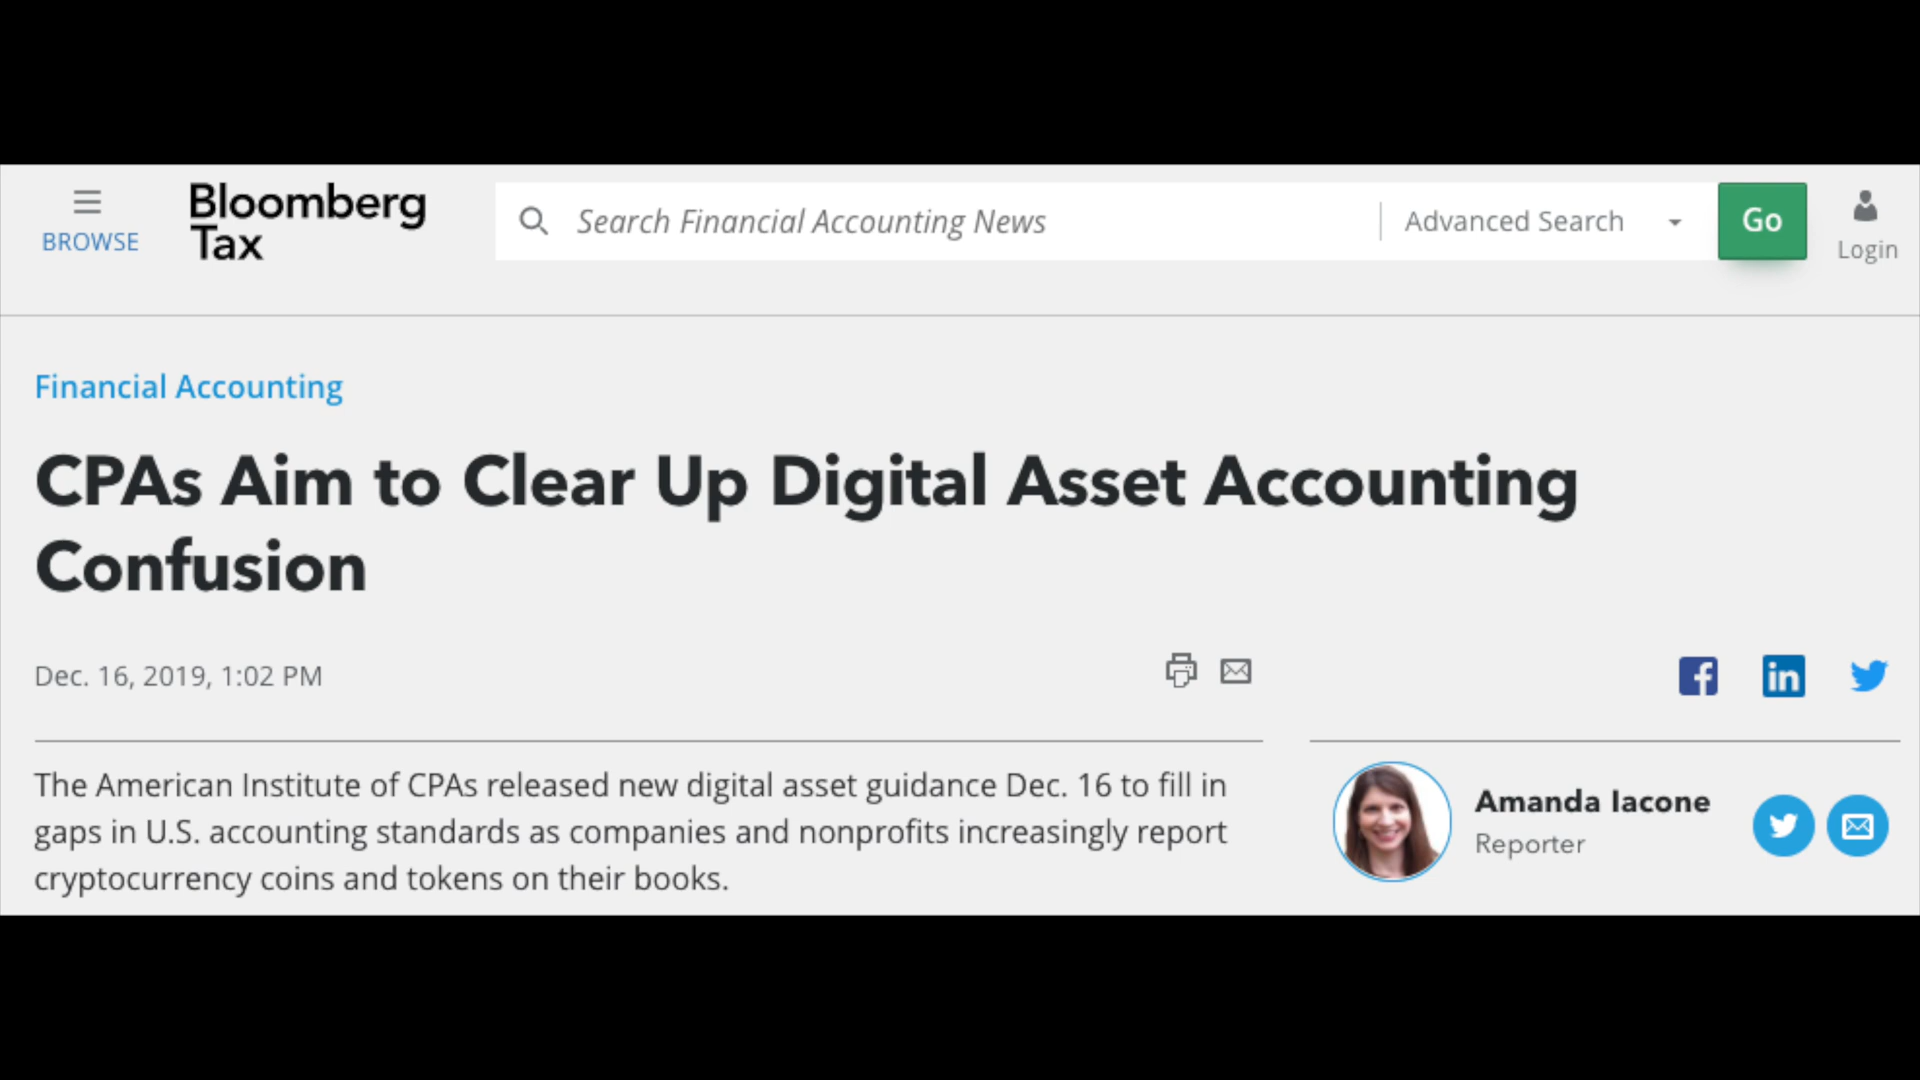 BROWSE
Bloomberg
Tax
Search Financial Accounting News
Advanced Search
Go
Login
Financial Accounting
CPAs Aim to Clear Up Digital Asset Accounting
Confusion
Dec. 16, 2019, 1:02 PM
The American Institute of CPAs released new digital asset guidance Dec. 16 to fill in
gaps in U.S. accounting standards as companies and nonprofits increasingly report
cryptocurrency coins and tokens on their books.
Amanda Iacone
Reporter